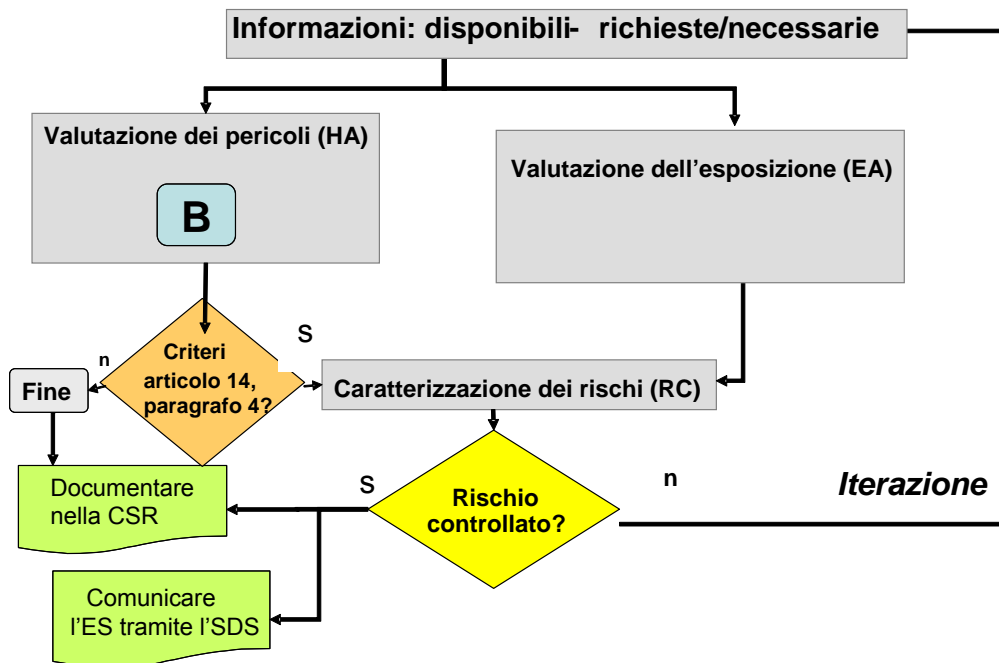 Informazioni: disponibili- richieste/necessarie
Valutazione dei pericoli (HA)
B
Valutazione dell'esposizione (EA)
S
n
Criteri
articolo 14,
paragrafo 4?
Fine
Caratterizzazione dei rischi (RC)
Documentare
nella CSR
S
Rischio
controllato?
n
Iterazione
Comunicare
l'ES tramite l'SDS